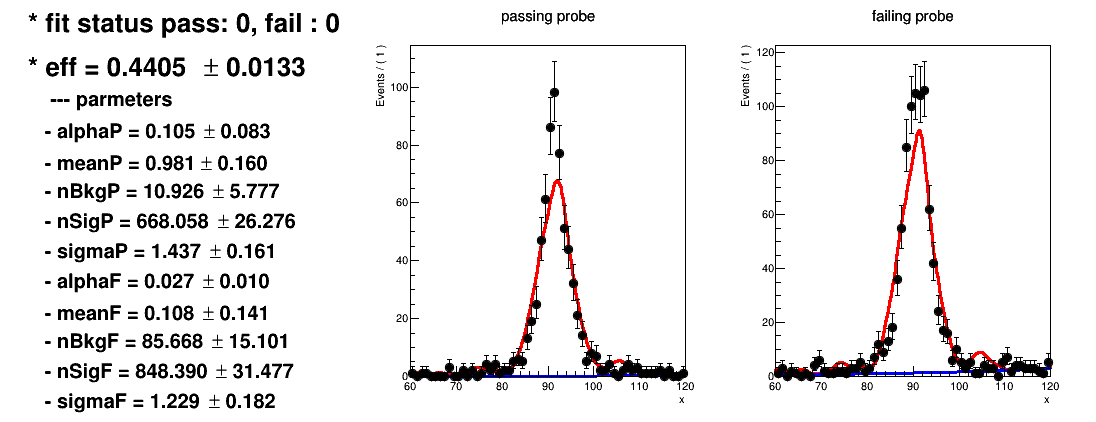 * fit status pass: 0, fail : 0
* eff = 0.4405 ± 0.0133
--- parmeters
- alphaP = 0.105 ± 0.083
- meanP = 0.981 ± 0.160
- nBkgP = 10.926 ± 5.777
- nSigP = 668.058 ± 26.276
- sigmaP = 1.437 ± 0.161
- alphaF = 0.027 ± 0.010
- meanF = 0.108 ± 0.141
- nBkgF = 85.668 ± 15.101
- nSigF = 848.390 ± 31.477
- sigmaF = 1.229 ± 0.182
passing probe
Events / ( 1 )
100
80
60
40
20
0
60 70 80 90 100 110 120
x
failing probe
Events / ( 1 )
120
100
80
60
40
20
0
60 70 80 90 100 110 120
x